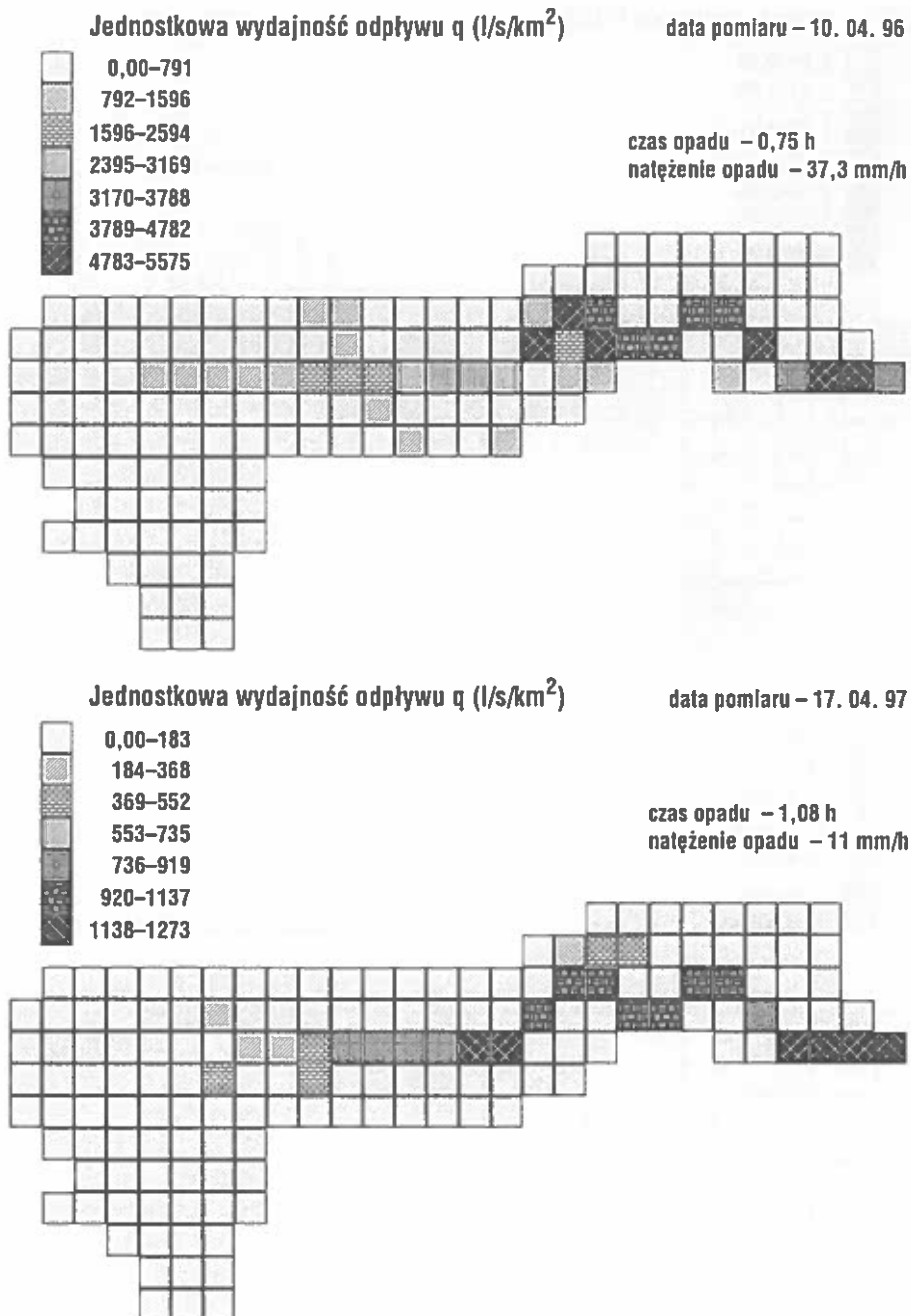 Jednostkowa wydajność odpływu q (l/s/km²)
data pomiaru – 10. 04. 96
0,00–791
792–1596
1596–2594
2395–3169
3170–3788
3789–4782
4783–5575
czas opadu – 0,75 h
natężenie opadu – 37,3 mm/h
Jednostkowa wydajność odpływu q (l/s/km²)
data pomiaru – 17. 04. 97
0,00–183
184–368
369–552
553–735
736–919
920–1137
1138–1273
czas opadu – 1,08 h
natężenie opadu – 11 mm/h